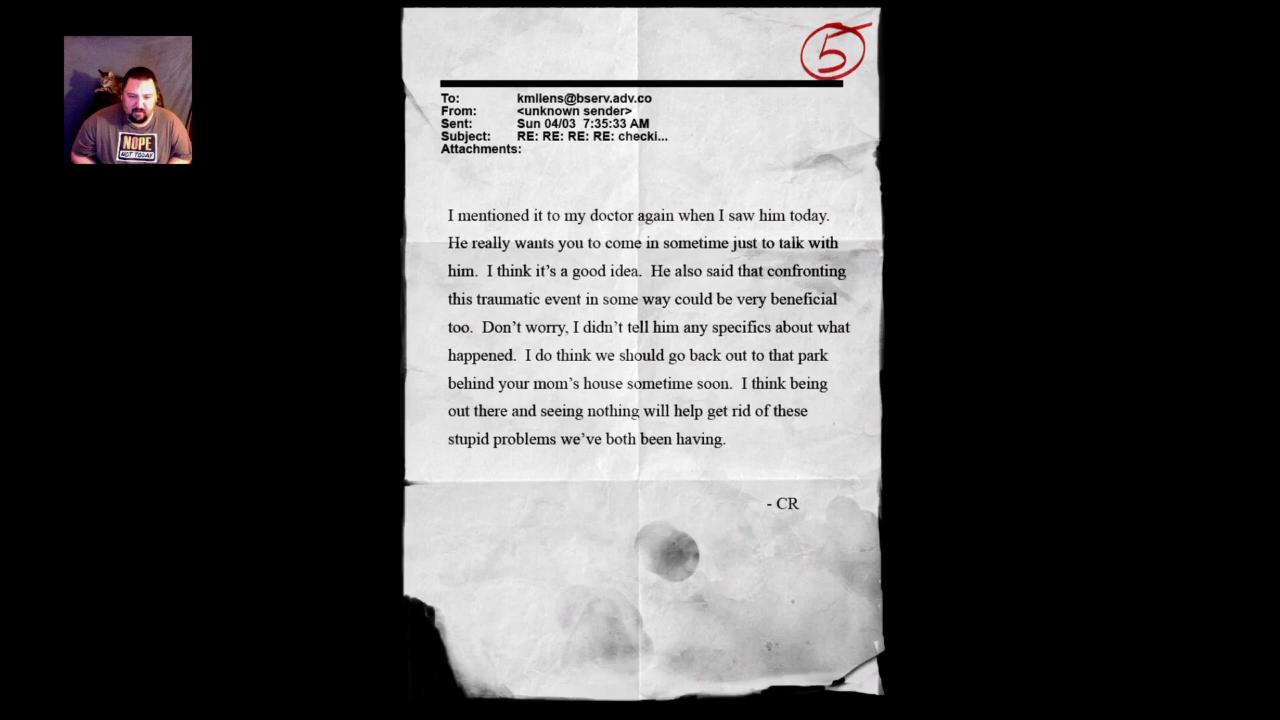 5
To: kmllens@bserv.adv.co
From: <unknown sender>
Sent: Sun 04/03 7:35:33 AM
Subject: RE: RE: RE: RE: checki...
Attachments:
I mentioned it to my doctor again when I saw him today.
He really wants you to come in sometime just to talk with
him. I think it's a good idea. He also said that confronting
this traumatic event in some way could be very beneficial
too. Don't worry, I didn't tell him any specifics about what
happened. I do think we should go back out to that park
behind your mom's house sometime soon. I think being
out there and seeing nothing will help get rid of these
stupid problems we've both been having.
- CR
NOPE
NOT TODAY